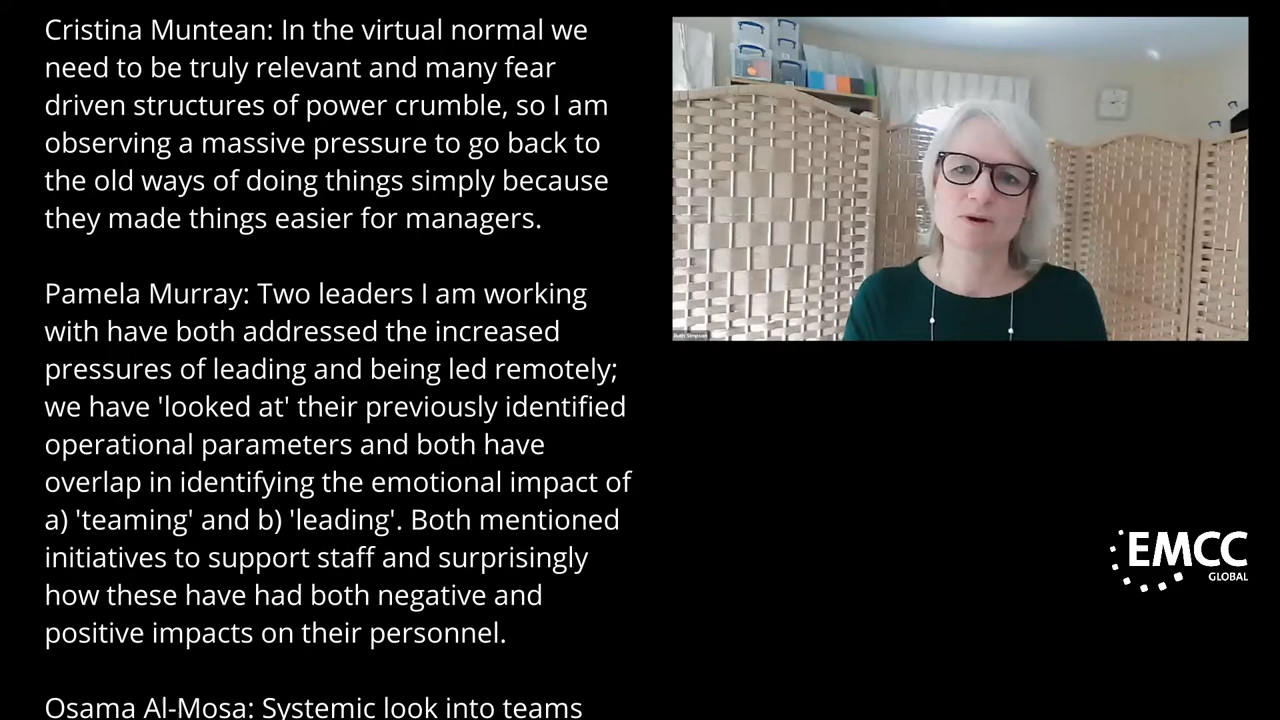 Cristina Muntean: In the virtual normal we
need to be truly relevant and many fear
driven structures of power crumble, so I am
observing a massive pressure to go back to
the old ways of doing things simply because
they made things easier for managers.
Pamela Murray: Two leaders I am working
with have both addressed the increased
pressures of leading and being led remotely;
we have 'looked at' their previously identified
operational parameters and both have
overlap in identifying the emotional impact of
a) 'teaming' and b) 'leading'. Both mentioned
initiatives to support staff and surprisingly
how these have had both negative and
positive impacts on their personnel.
Osama Al-Mosa: Systemic look into teams
Ruth Simpson
EMCC
GLOBAL